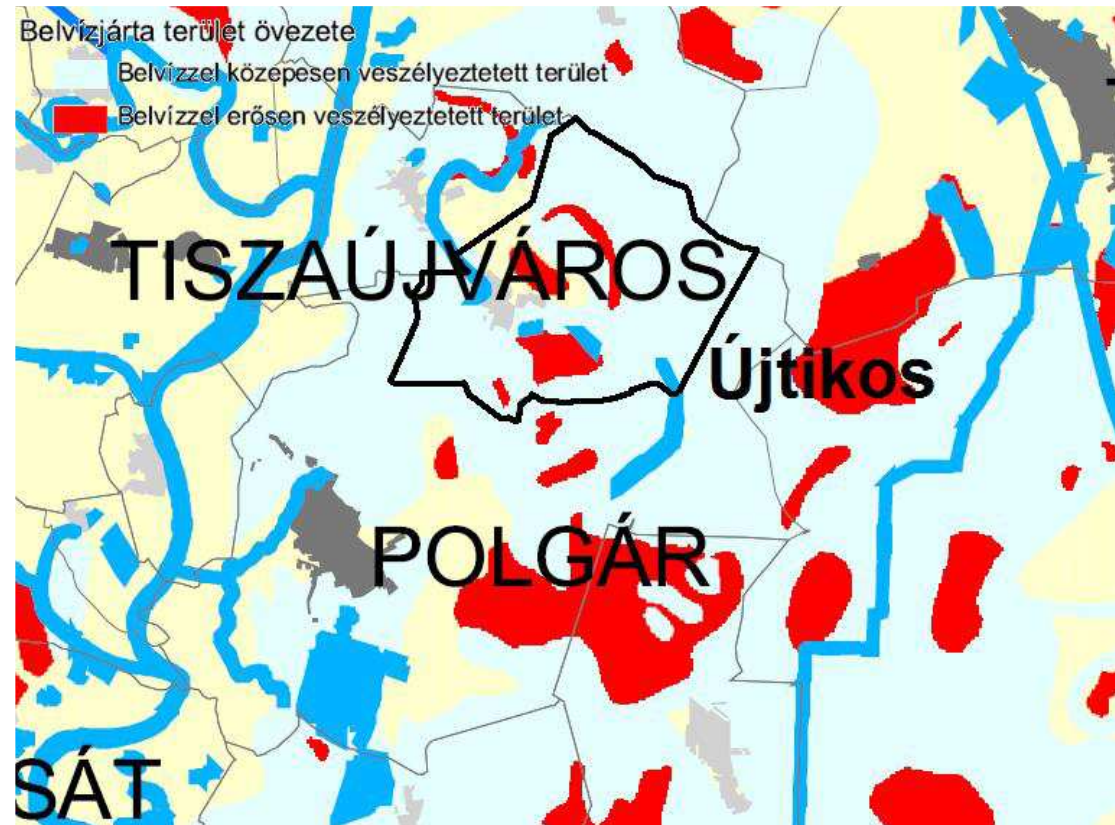 Belvízjárta terület övezete
Belvízzel közepesen veszélyeztetett terület
Belvízzel erősen veszélyeztetett terület
TISZAÚJVÁROS
Újtikos
POLGÁR
SÁT